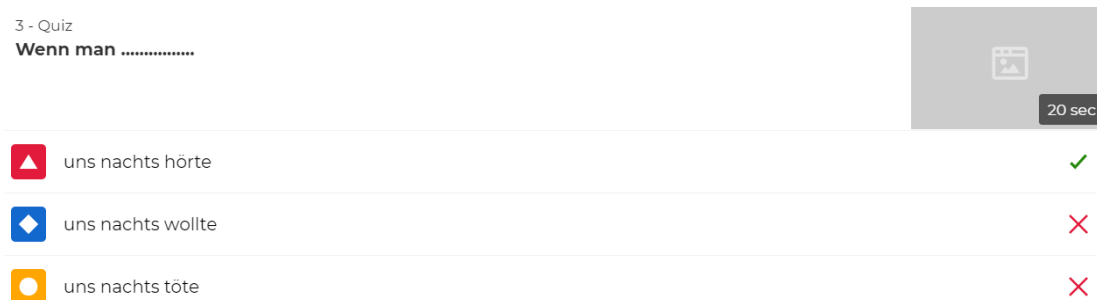 3 - Quiz
Wenn man ................
20 sec
uns nachts hörte
uns nachts wollte
uns nachts töte